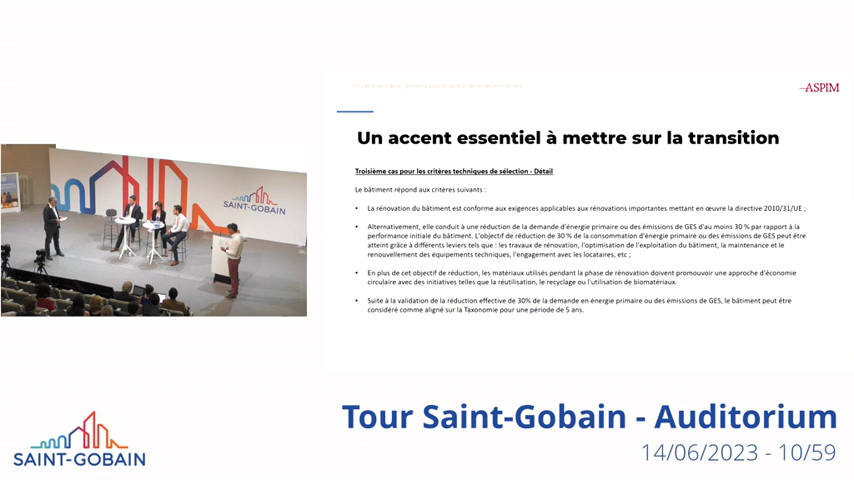 ASPIM
Un accent essentiel à mettre sur la transition
Troisième cas pour les critères techniques de sélection - Détail
Le bâtiment répond aux critères suivants :
• La rénovation du bâtiment est conforme aux exigences applicables aux rénovations importantes mettant en œuvre la directive 2010/31/UE ;
• Alternativement, elle conduit à une réduction de la demande d'énergie primaire ou des émissions de GES d'au moins 30 % par rapport à la
performance initiale du bâtiment. L'objectif de réduction de 30 % de la consommation d'énergie primaire ou des émissions de GES peut être
atteint grâce à différents leviers tels que : les travaux de rénovation, l'optimisation de l'exploitation du bâtiment, la maintenance et le
renouvellement des équipements techniques, l'engagement avec les locataires, etc ;
• En plus de cet objectif de réduction, les matériaux utilisés pendant la phase de rénovation doivent promouvoir une approche d'économie
circulaire avec des initiatives telles que la réutilisation, le recyclage ou l'utilisation de biomatériaux.
• Suite à la validation de la réduction effective de 30% de la demande en énergie primaire ou des émissions de GES, le bâtiment peut être
considéré comme aligné sur la Taxonomie pour une période de 5 ans.
SAINT-GOBAIN
SAINT-GOBAIN
Tour Saint-Gobain - Auditorium
14/06/2023 - 10/59